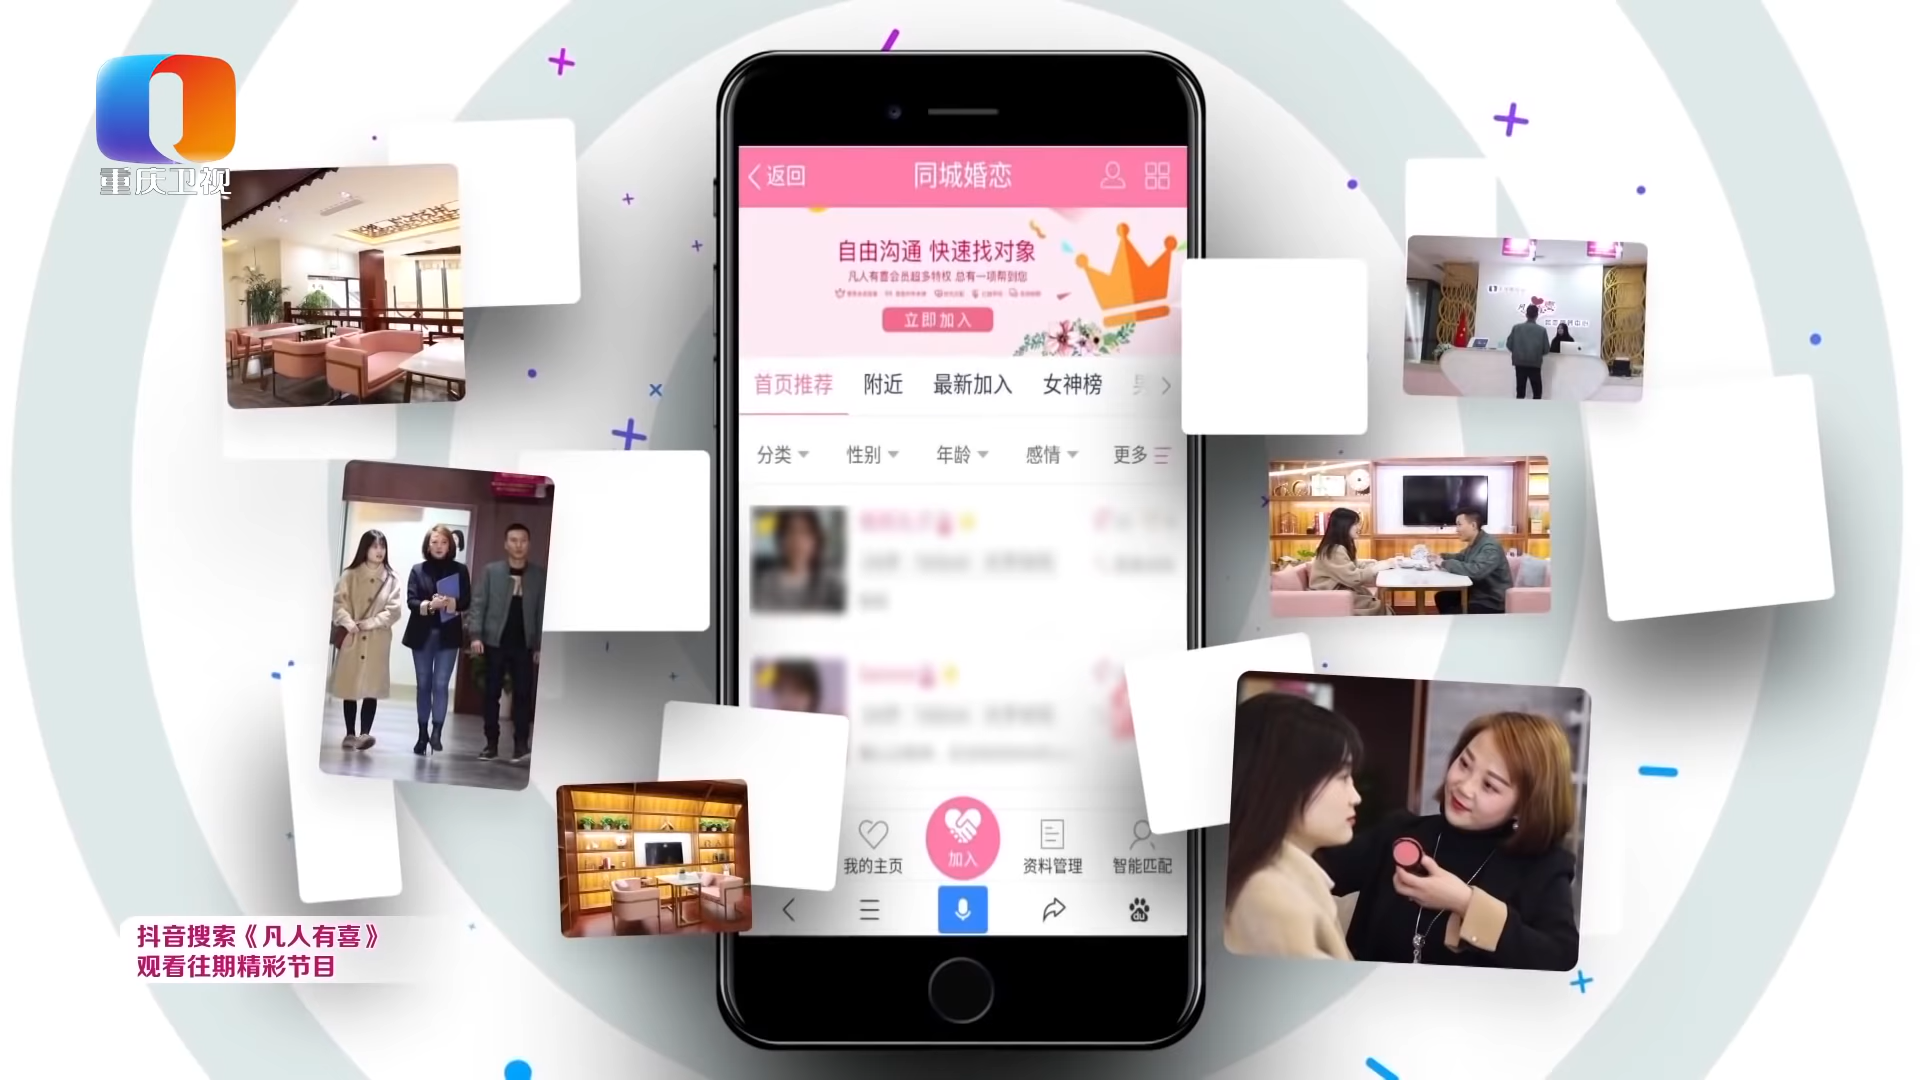 重庆卫视
返回
同城婚恋
自由沟通 快速找对象
凡人有喜会员超多特权 总有一项帮到您
立即加入
首页推荐 附近 最新加入 女神榜
分类 性别 年龄 感情 更多
我的主页 加入 资料管理 智能匹配
du
抖音搜索《凡人有喜》
观看往期精彩节目